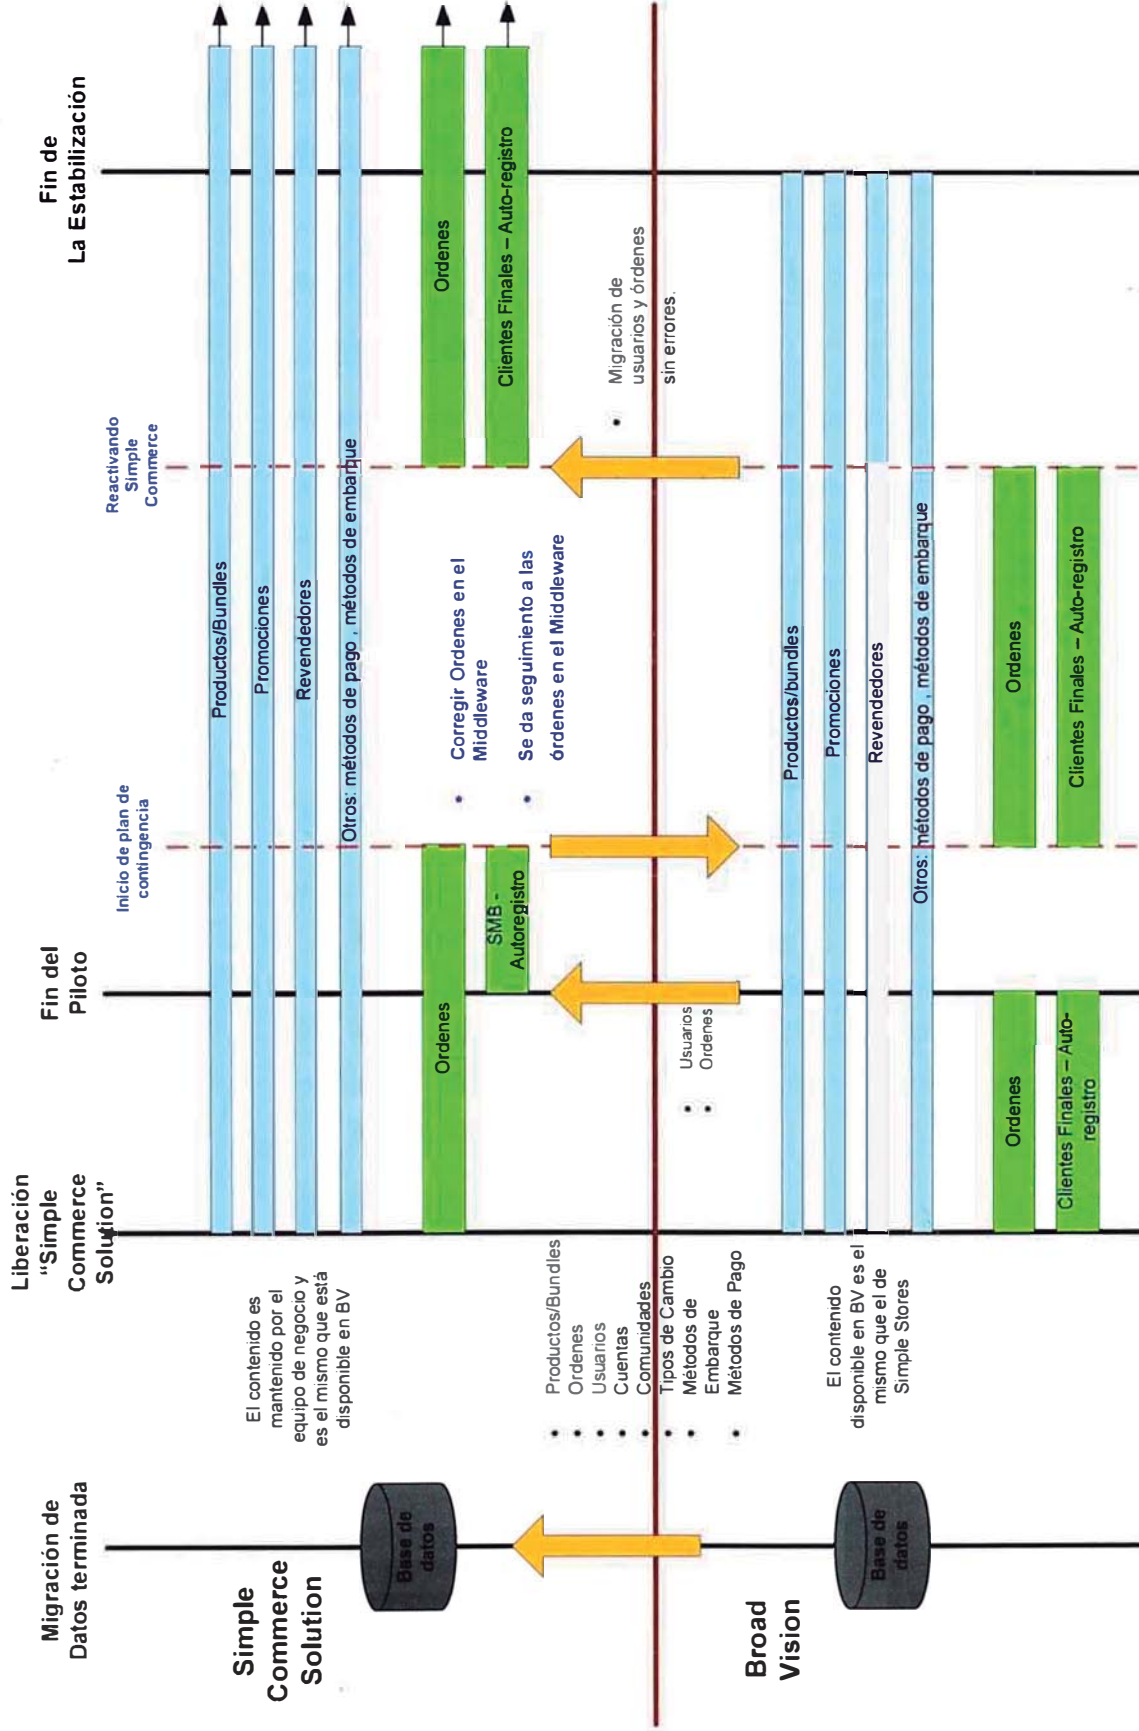 Migración de
Datos terminada
Liberación
“Simple
Commerce
Solution”
Fin del
Piloto
Inicio de plan de
contingencia
Reactivando
Simple
Commerce
Fin de
La Estabilización
Simple
Commerce
Solution
Base de
datos
El contenido es
mantenido por el
equipo de negocio y
es el mismo que está
disponible en BV
Productos/Bundles
Promociones
Revendedores
Otros: métodos de pago , métodos de embarque
Ordenes
SMB -
Autoregistro
• Corregir Ordenes en el
Middleware
• Se da seguimiento a las
órdenes en el Middleware
Ordenes
Clientes Finales – Auto-registro
• Productos/Bundles
• Ordenes
• Usuarios
• Cuentas
• Comunidades
• Tipos de Cambio
• Métodos de
Embarque
• Métodos de Pago
• Usuarios
• Ordenes
• Migración de
usuarios y órdenes
sin errores.
Broad
Vision
Base de
datos
El contenido
disponible en BV es el
mismo que el de
Simple Stores
Productos/bundles
Promociones
Revendedores
Otros: métodos de pago , métodos de embarque
Ordenes
Clientes Finales – Auto-
registro
Ordenes
Clientes Finales – Auto-registro